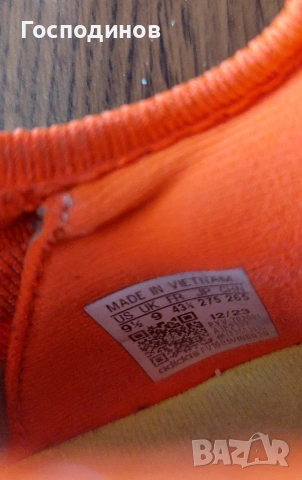 Господинов
MADE IN VIETNAM
US UK FR JP CHN
9½ 9 43⅓ 275 265
12/23
adidas
BAZAR
bg